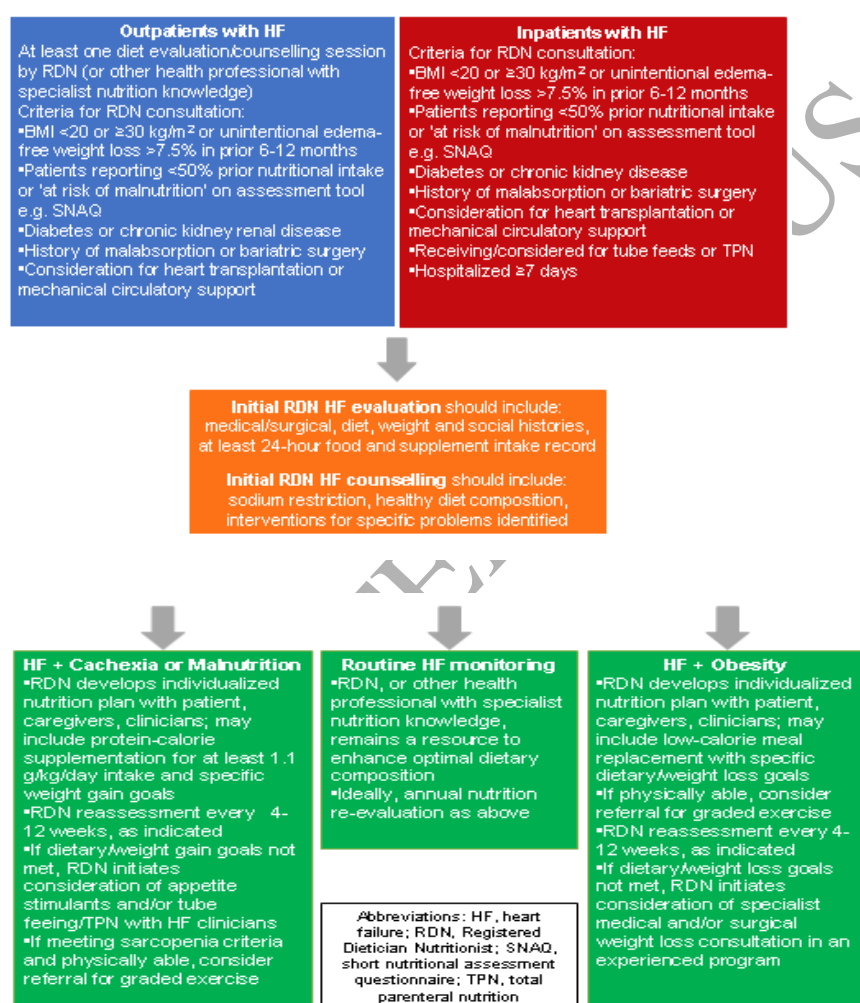 Outpatients with HF
At least one diet evaluation/counselling session
by RDN (or other health professional with
specialist nutrition knowledge)
Criteria for RDN consultation:
▪BMI <20 or ≥30 kg/m² or unintentional edema-
free weight loss >7.5% in prior 6-12 months
▪Patients reporting <50% prior nutritional intake
or 'at risk of malnutrition' on assessment tool
e.g. SNAQ
▪Diabetes or chronic kidney renal disease
▪History of malabsorption or bariatric surgery
▪Consideration for heart transplantation or
mechanical circulatory support
Inpatients with HF
Criteria for RDN consultation:
▪BMI <20 or ≥30 kg/m² or unintentional edema-
free weight loss >7.5% in prior 6-12 months
▪Patients reporting <50% prior nutritional intake
or 'at risk of malnutrition' on assessment tool
e.g. SNAQ
▪Diabetes or chronic kidney disease
▪History of malabsorption or bariatric surgery
▪Consideration for heart transplantation or
mechanical circulatory support
▪Receiving/considered for tube feeds or TPN
▪Hospitalized ≥7 days
Initial RDN HF evaluation should include:
medical/surgical, diet, weight and social histories,
at least 24-hour food and supplement intake record
Initial RDN HF counselling should include:
sodium restriction, healthy diet composition,
interventions for specific problems identified
HF + Cachexia or Malnutrition
▪RDN develops individualized
nutrition plan with patient,
caregivers, clinicians; may
include protein-calorie
supplementation for at least 1.1
g/kg/day intake and specific
weight gain goals
▪RDN reassessment every 4-
12 weeks, as indicated
▪If dietary/weight gain goals not
met, RDN initiates
consideration of appetite
stimulants and/or tube
feeing/TPN with HF clinicians
▪If meeting sarcopenia criteria
and physically able, consider
referral for graded exercise
Routine HF monitoring
▪RDN, or other health
professional with specialist
nutrition knowledge,
remains a resource to
enhance optimal dietary
composition
▪Ideally, annual nutrition
re-evaluation as above
Abbreviations: HF, heart
failure; RDN, Registered
Dietician Nutritionist; SNAQ,
short nutritional assessment
questionnaire; TPN, total
parenteral nutrition
HF + Obesity
▪RDN develops individualized
nutrition plan with patient,
caregivers, clinicians; may
include low-calorie meal
replacement with specific
dietary/weight loss goals
▪If physically able, consider
referral for graded exercise
▪RDN reassessment every 4-
12 weeks, as indicated
▪If dietary/weight loss goals
not met, RDN initiates
consideration of specialist
medical and/or surgical
weight loss consultation in an
experienced program